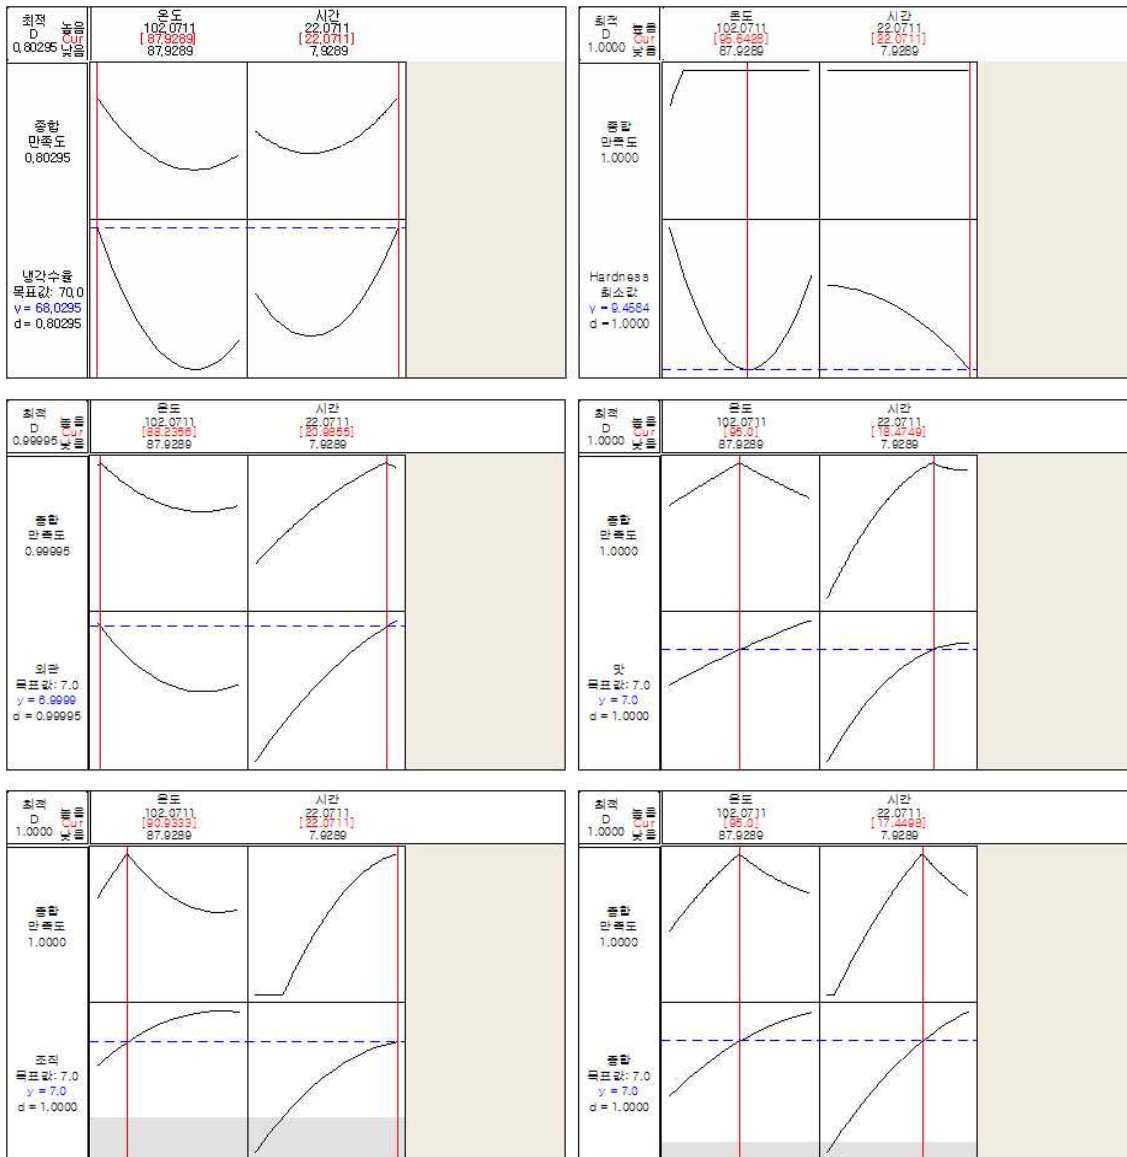 최적 높음 온도 시간
D 102,0711 22,0711
0,80295 Cur [87,9289] [22,0711]
낮음 87,9289 7,9289
종합
만족도
0,80295
냉각수율
목표값: 70,0
y = 68,0295
d = 0,80295
최적 높음 온도 시간
D 102.0711 22.0711
1.0000 Cur [95.6428] [22.0711]
낮음 87.9289 7.9289
종합
만족도
1.0000
Hardness
최소값
y = 9.4584
d = 1.0000
최적 높음 온도 시간
D 102.0711 22.0711
0.99995 Cur [88.2356] [20.9855]
낮음 87.9289 7.9289
종합
만족도
0.99995
외관
목표값: 7.0
y = 6.9999
d = 0.99995
최적 높음 온도 시간
D 102.0711 22.0711
1.0000 Cur [95.0] [18.4749]
낮음 87.9289 7.9289
종합
만족도
1.0000
맛
목표값: 7.0
y = 7.0
d = 1.0000
최적 높음 온도 시간
D 102.0711 22.0711
1.0000 Cur [90.9333] [22.0711]
낮음 87.9289 7.9289
종합
만족도
1.0000
조직
목표값: 7.0
y = 7.0
d = 1.0000
최적 높음 온도 시간
D 102.0711 22.0711
1.0000 Cur [95.0] [17.4498]
낮음 87.9289 7.9289
종합
만족도
1.0000
종합
목표값: 7.0
y = 7.0
d = 1.0000